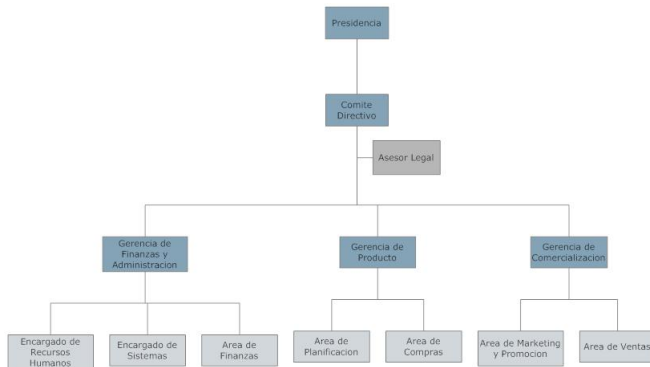 Presidencia
Comite
Directivo
Asesor Legal
Gerencia de
Finanzas y
Administracion
Gerencia de
Producto
Gerencia de
Comercializacion
Encargado de
Recursos
Humanos
Encargado de
Sistemas
Area de
Finanzas
Area de
Planificacion
Area de
Compras
Area de Marketing
y Promocion
Area de Ventas